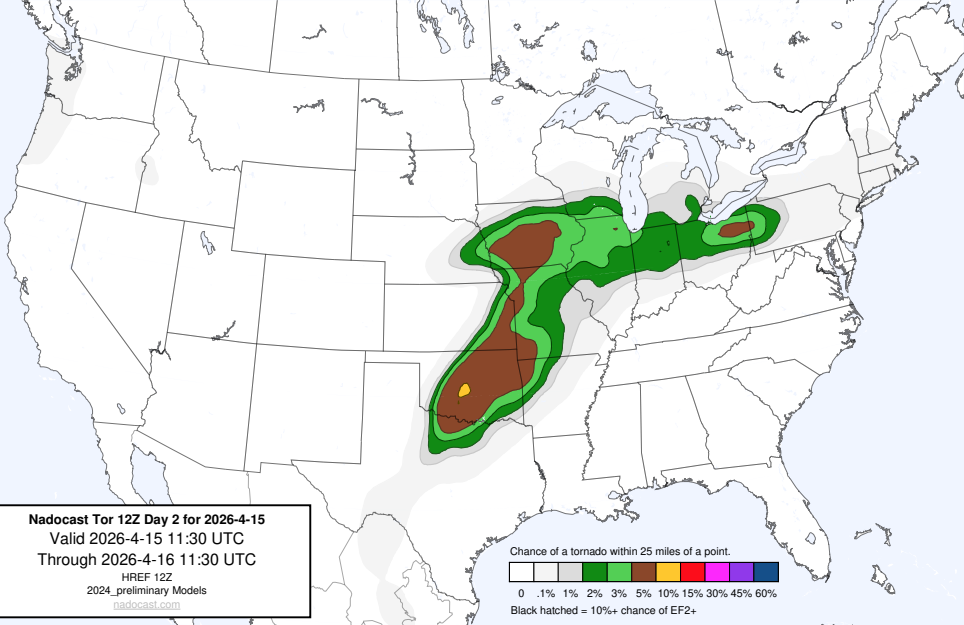 Nadocast Tor 12Z Day 2 for 2026-4-15
Valid 2026-4-15 11:30 UTC
Through 2026-4-16 11:30 UTC
HREF 12Z
2024_preliminary Models
nadocast.com
Chance of a tornado within 25 miles of a point.
0 .1% 1% 2% 3% 5% 10% 15% 30% 45% 60%
Black hatched = 10%+ chance of EF2+